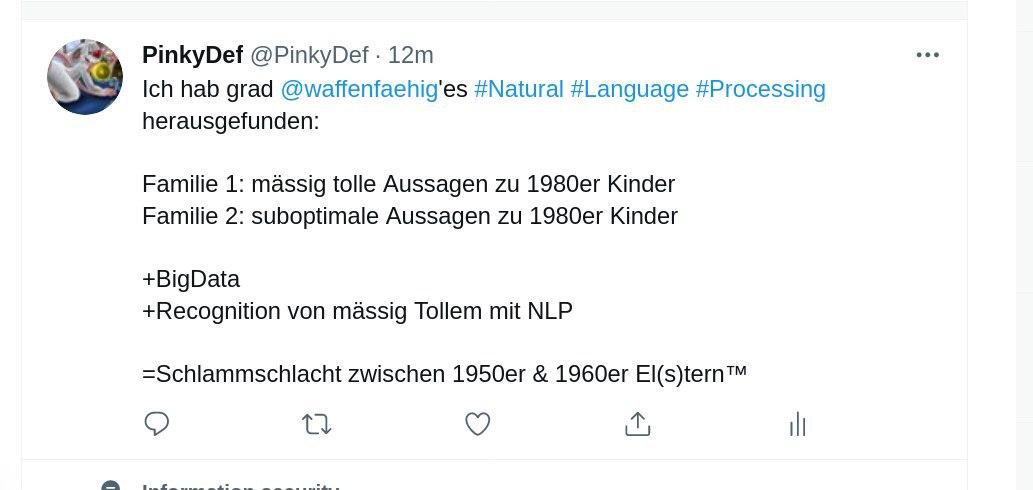 PinkyDef @PinkyDef · 12m
Ich hab grad @waffenfaehig'es #Natural #Language #Processing
herausgefunden:
Familie 1: mässig tolle Aussagen zu 1980er Kinder
Familie 2: suboptimale Aussagen zu 1980er Kinder
+BigData
+Recognition von mässig Tollem mit NLP
=Schlammschlacht zwischen 1950er & 1960er El(s)tern™
Information security